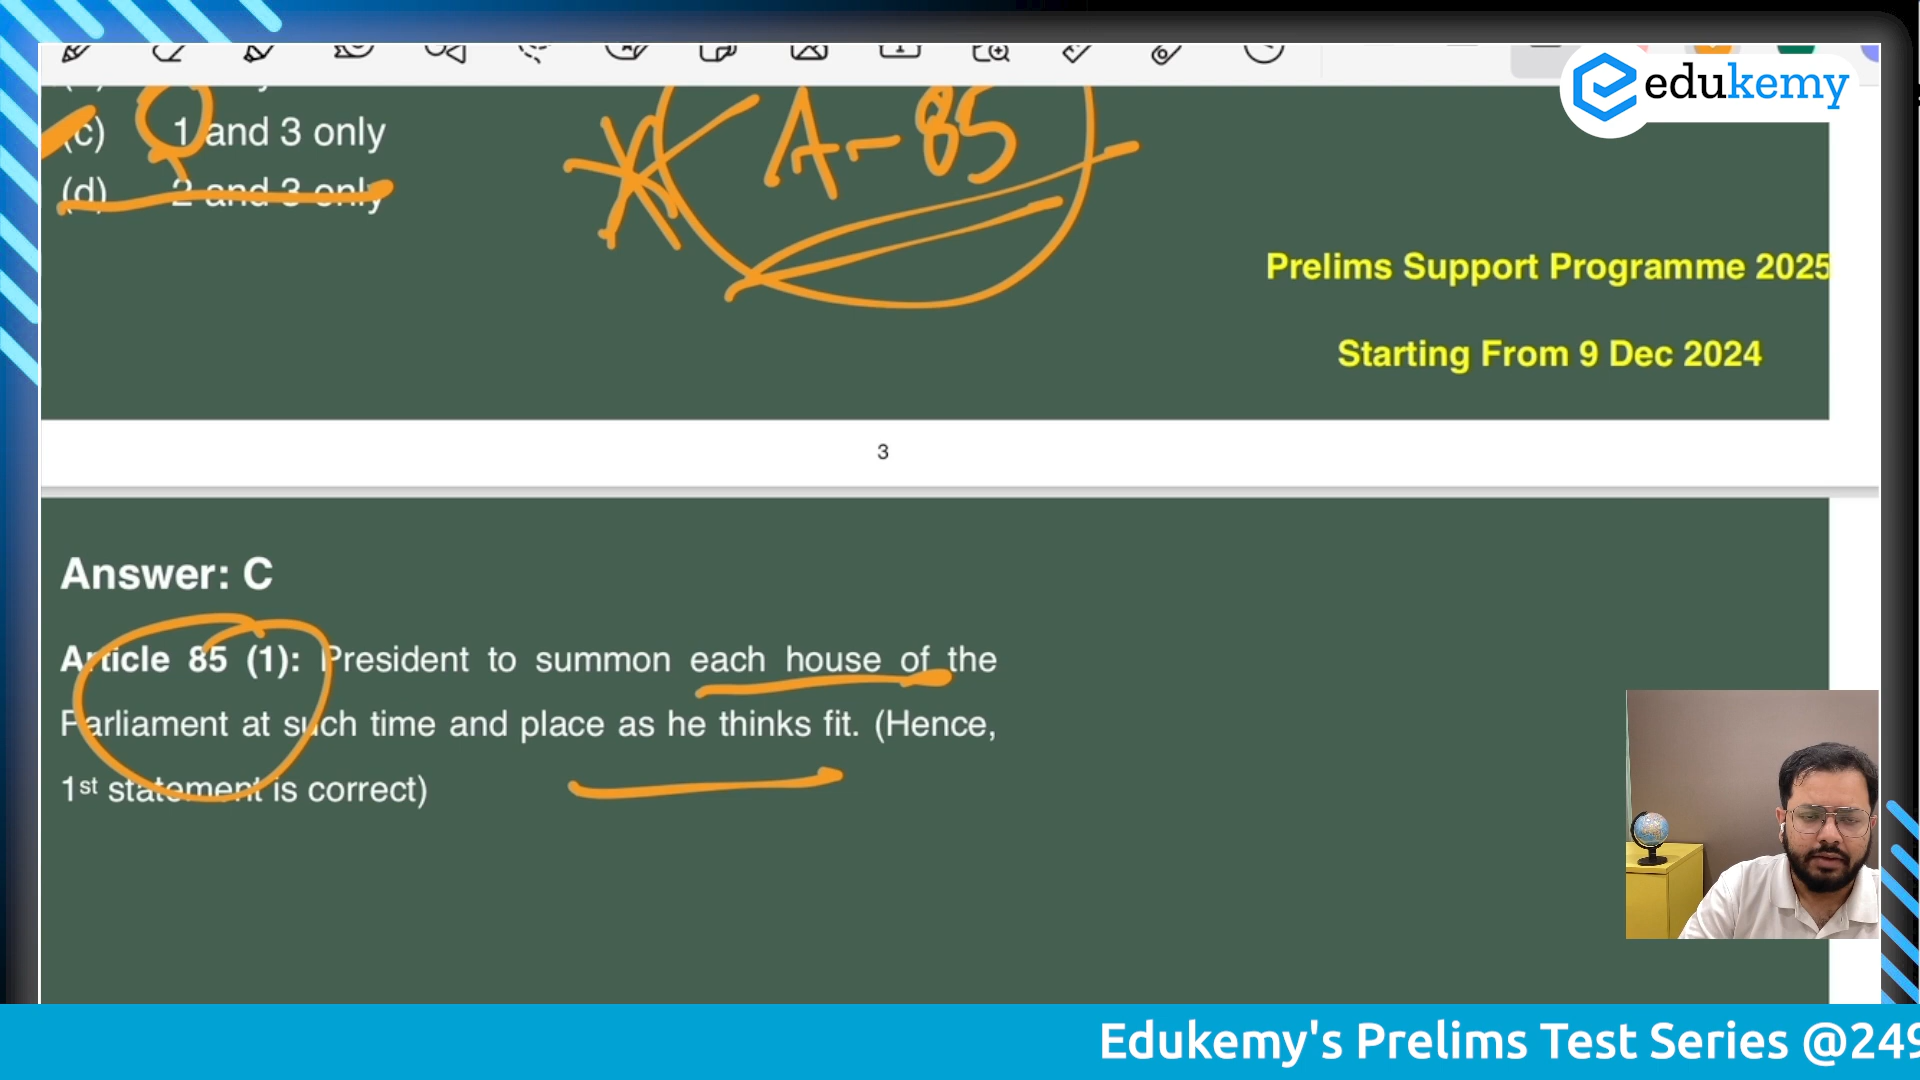 edukemy
(c) 1 and 3 only
A-85
(d) 2 and 3 only
Prelims Support Programme 2025
Starting From 9 Dec 2024
3
Answer: C
Article 85 (1): President to summon each house of the
Parliament at such time and place as he thinks fit. (Hence,
1st statement is correct)
Edukemy's Prelims Test Series @249